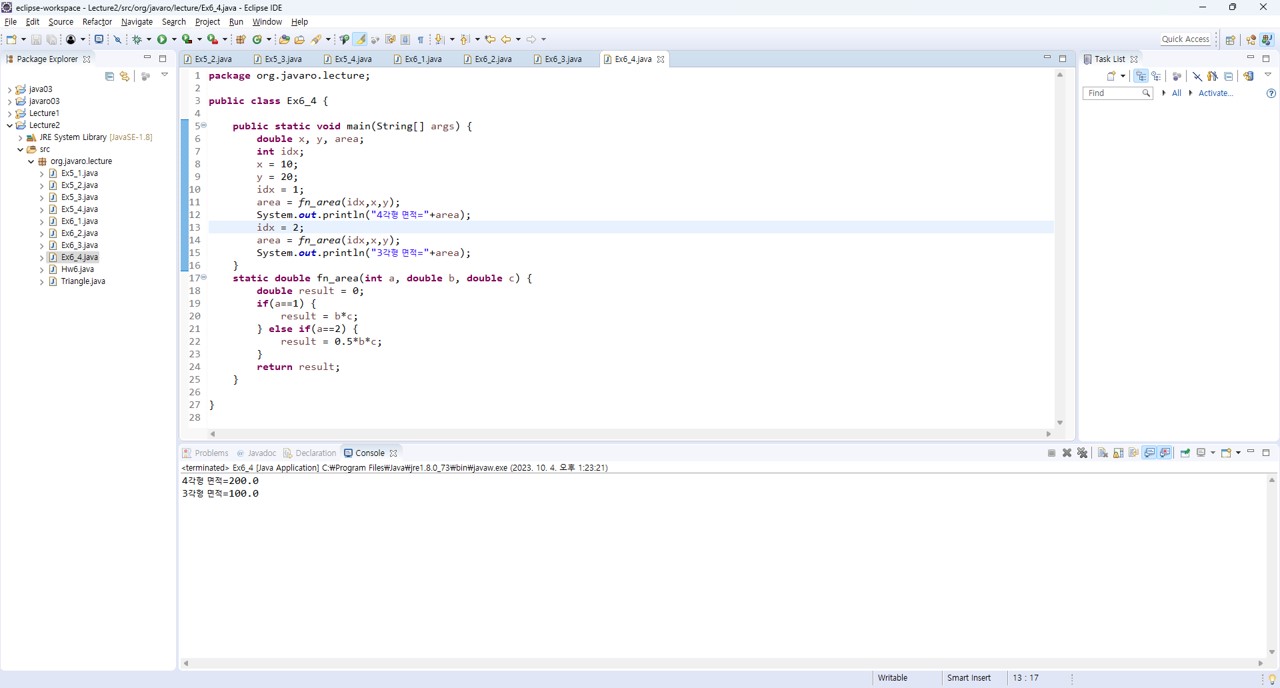 eclipse-workspace - Lecture2/src/org/javaro/lecture/Ex6_4.java - Eclipse IDE
File Edit Source Refactor Navigate Search Project Run Window Help
Quick Access
Package Explorer
java03
javaro03
Lecture1
Lecture2
JRE System Library [JavaSE-1.8]
src
org.javaro.lecture
Ex5_1.java
Ex5_2.java
Ex5_3.java
Ex5_4.java
Ex6_1.java
Ex6_2.java
Ex6_3.java
Ex6_4.java
Hw6.java
Triangle.java
Ex5_2.java Ex5_3.java Ex5_4.java Ex6_1.java Ex6_2.java Ex6_3.java Ex6_4.java
1 package org.javaro.lecture;
2
3 public class Ex6_4 {
4
5 public static void main(String[] args) {
6 double x, y, area;
7 int idx;
8 x = 10;
9 y = 20;
10 idx = 1;
11 area = fn_area(idx,x,y);
12 System.out.println("4각형 면적="+area);
13 idx = 2;
14 area = fn_area(idx,x,y);
15 System.out.println("3각형 면적="+area);
16 }
17 static double fn_area(int a, double b, double c) {
18 double result = 0;
19 if(a==1) {
20 result = b*c;
21 } else if(a==2) {
22 result = 0.5*b*c;
23 }
24 return result;
25 }
26
27 }
28
Task List
Find All Activate...
Problems Javadoc Declaration Console
<terminated> Ex6_4 [Java Application] C:₩Program Files₩Java₩jre1.8.0_73₩bin₩javaw.exe (2023. 10. 4. 오후 1:23:21)
4각형 면적=200.0
3각형 면적=100.0
Writable Smart Insert 13 : 17